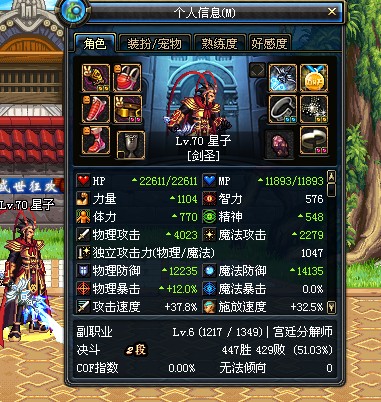 个人信息(M)
角色 装扮/宠物 熟练度 好感度
Lv.70 星子
[剑圣]
HP 22611/22611 MP 11893/11893
力量 1104 智力 576
体力 770 精神 548
物理攻击 4023 魔法攻击 2279
独立攻击力(物理/魔法) 1047
物理防御 12235 魔法防御 14135
物理暴击 +12.0% 魔法暴击 0.0%
攻击速度 +37.8% 施放速度 +32.5%
副职业 Lv.6 (1217 / 1349) | 宫廷分解师
决斗 2段 447胜 429败 (51.03%)
COF指数 0.00% 无法倾向 0
盛世狂欢
Lv.70 星子